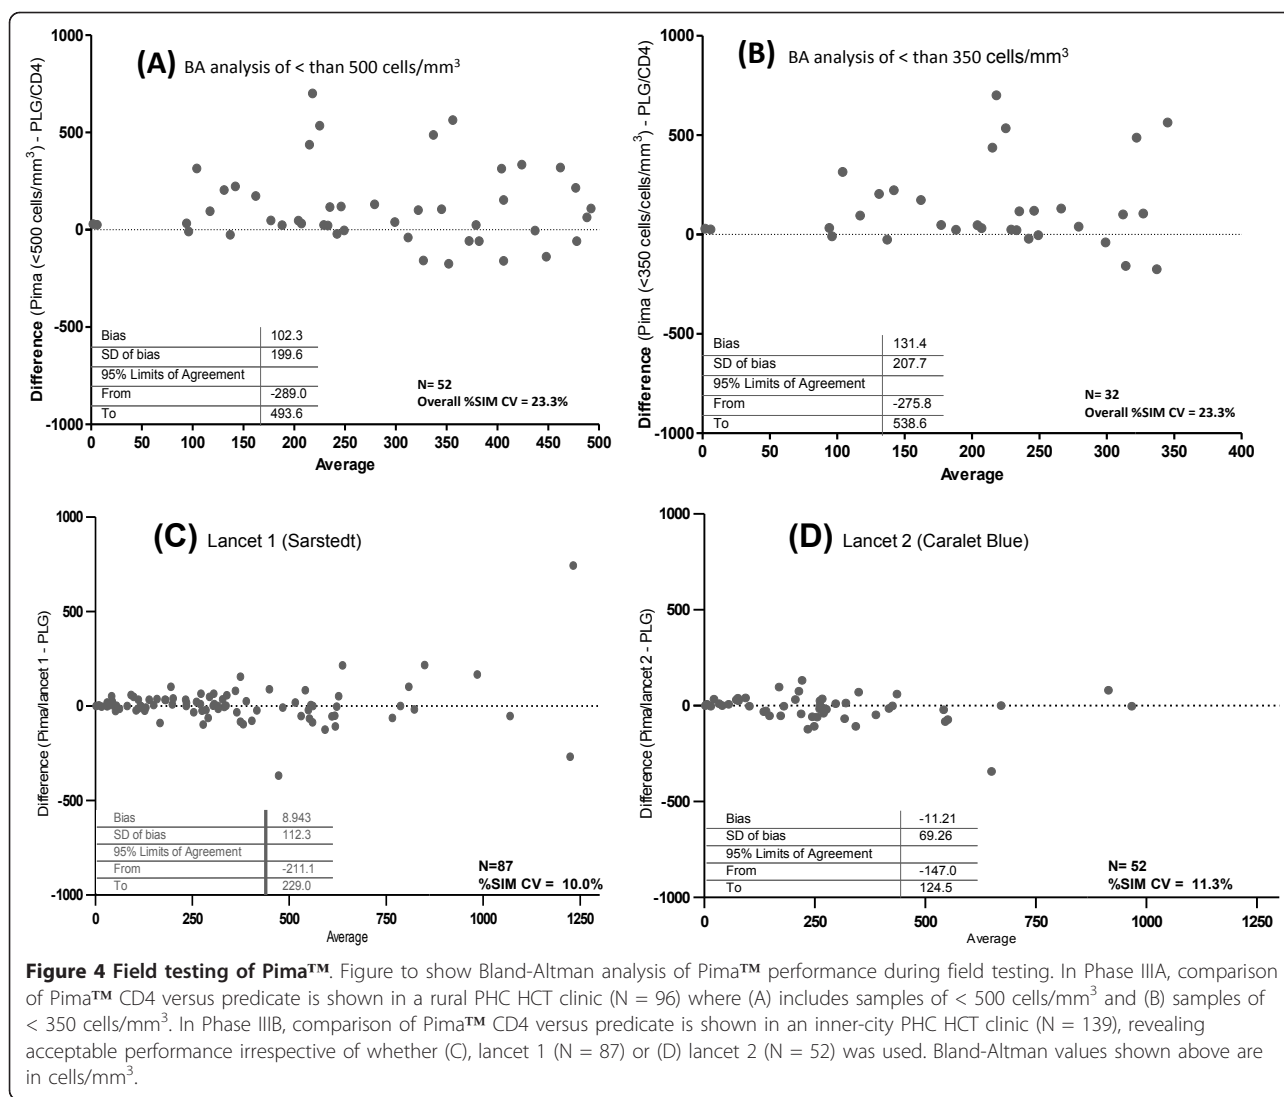 (A) BA analysis of < than 500 cells/mm³
Difference (Pima (<500 cells/mm³) - PLG/CD4)
1000
500
0
-500
-1000
Bias 102.3
SD of bias 199.6
95% Limits of Agreement
From -289.0
To 493.6
N= 52
Overall %SIM CV = 23.3%
0 50 100 150 200 250 300 350 400 450 500
Average
(B) BA analysis of < than 350 cells/mm³
Difference (Pima (<350 cells/cells/mm³) - PLG/CD4)
1000
500
0
-500
-1000
Bias 131.4
SD of bias 207.7
95% Limits of Agreement
From -275.8
To 538.6
N= 32
Overall %SIM CV = 23.3%
0 50 100 150 200 250 300 350 400
Average
(C) Lancet 1 (Sarstedt)
Difference (Pima/lancet 1 - PLG)
1000
500
0
-500
-1000
Bias 8.943
SD of bias 112.3
95% Limits of Agreement
From -211.1
To 229.0
N=87
%SIM CV = 10.0%
0 250 500 750 1000 1250
Average
(D) Lancet 2 (Caralet Blue)
Difference (Pima/lancet 2 - PLG)
1000
500
0
-500
-1000
Bias -11.21
SD of bias 69.26
95% Limits of Agreement
From -147.0
To 124.5
N= 52
%SIM CV = 11.3%
0 250 500 750 1000 1250
Average
Figure 4 Field testing of Pima™. Figure to show Bland-Altman analysis of Pima™ performance during field testing. In Phase IIIA, comparison
of Pima™ CD4 versus predicate is shown in a rural PHC HCT clinic (N = 96) where (A) includes samples of < 500 cells/mm³ and (B) samples of
< 350 cells/mm³. In Phase IIIB, comparison of Pima™ CD4 versus predicate is shown in an inner-city PHC HCT clinic (N = 139), revealing
acceptable performance irrespective of whether (C), lancet 1 (N = 87) or (D) lancet 2 (N = 52) was used. Bland-Altman values shown above are
in cells/mm³.